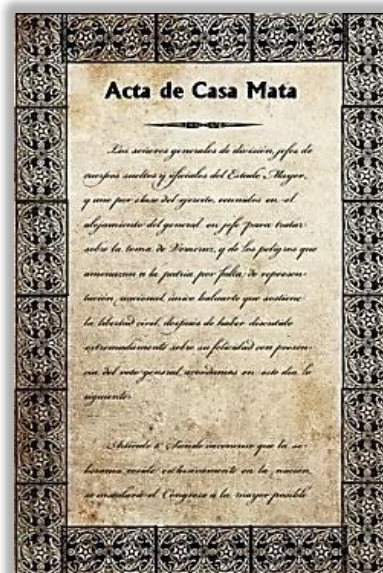 Acta de Casa Mata
Los señores generales de división, jefes de
cuerpos sueltos y oficiales del Estado Mayor,
y uno por clase del ejército, reunidos en el
alojamiento del general en jefe para tratar
sobre la toma de Veracruz, y de los peligros que
amenazan a la patria por falta de represen-
tación nacional, único baluarte que sostiene
la libertad civil, después de haber discutido
extremadamente sobre su felicidad con presen-
cia del voto general, acordamos en este día lo
siguiente:
Artículo 1º Siendo inconcuso que la so-
beranía reside exclusivamente en la nación,
se instalará el Congreso a la mayor posible